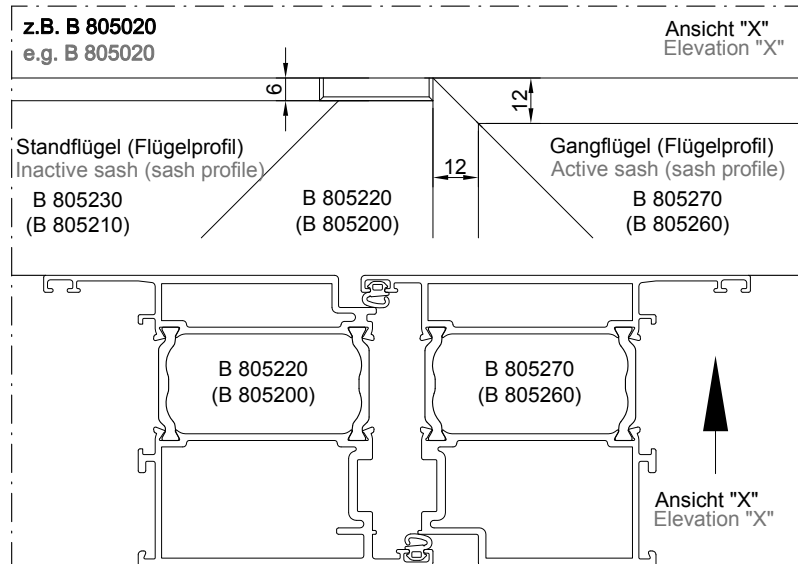 z.B. B 805020
e.g. B 805020
Ansicht "X"
Elevation "X"
6
12
12
Standflügel (Flügelprofil)
Inactive sash (sash profile)
B 805230
(B 805210)
B 805220
(B 805200)
Gangflügel (Flügelprofil)
Active sash (sash profile)
B 805270
(B 805260)
B 805220
(B 805200)
B 805270
(B 805260)
Ansicht "X"
Elevation "X"